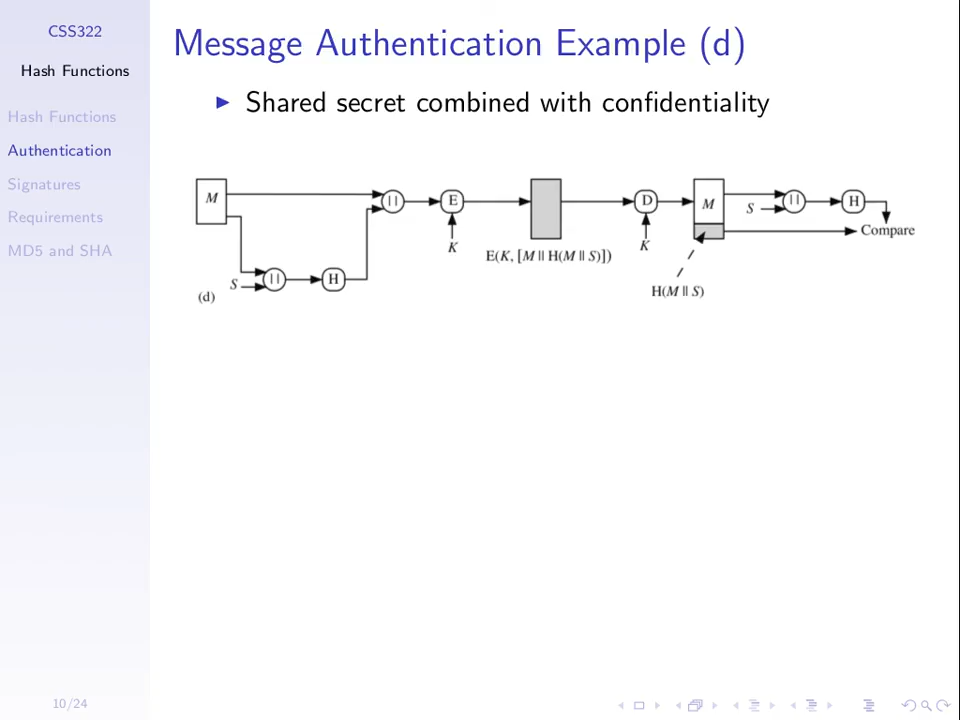 CSS322
Hash Functions
Hash Functions
Authentication
Signatures
Requirements
MD5 and SHA
10/24
Message Authentication Example (d)
Shared secret combined with confidentiality
M
||
E
K
E(K, [M || H(M || S)])
D
K
M
S
||
H
Compare
H(M || S)
S
||
H
(d)